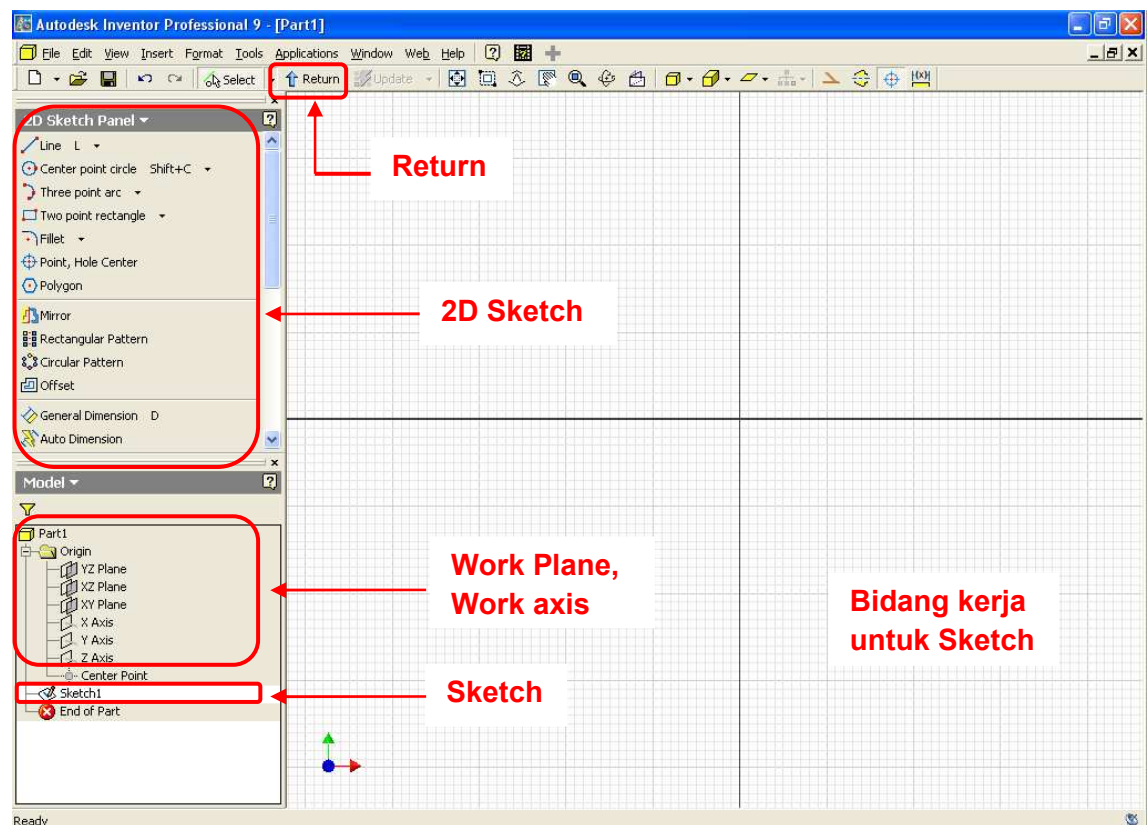 Autodesk Inventor Professional 9 - [Part1]
File Edit View Insert Format Tools Applications Window Web Help
Select Return Update
2D Sketch Panel
Line L
Center point circle Shift+C
Three point arc
Two point rectangle
Fillet
Point, Hole Center
Polygon
Mirror
Rectangular Pattern
Circular Pattern
Offset
General Dimension D
Auto Dimension
Return
2D Sketch
Model
Part1
Origin
YZ Plane
XZ Plane
XY Plane
X Axis
Y Axis
Z Axis
Center Point
Sketch1
End of Part
Work Plane,
Work axis
Sketch
Bidang kerja
untuk Sketch
Ready